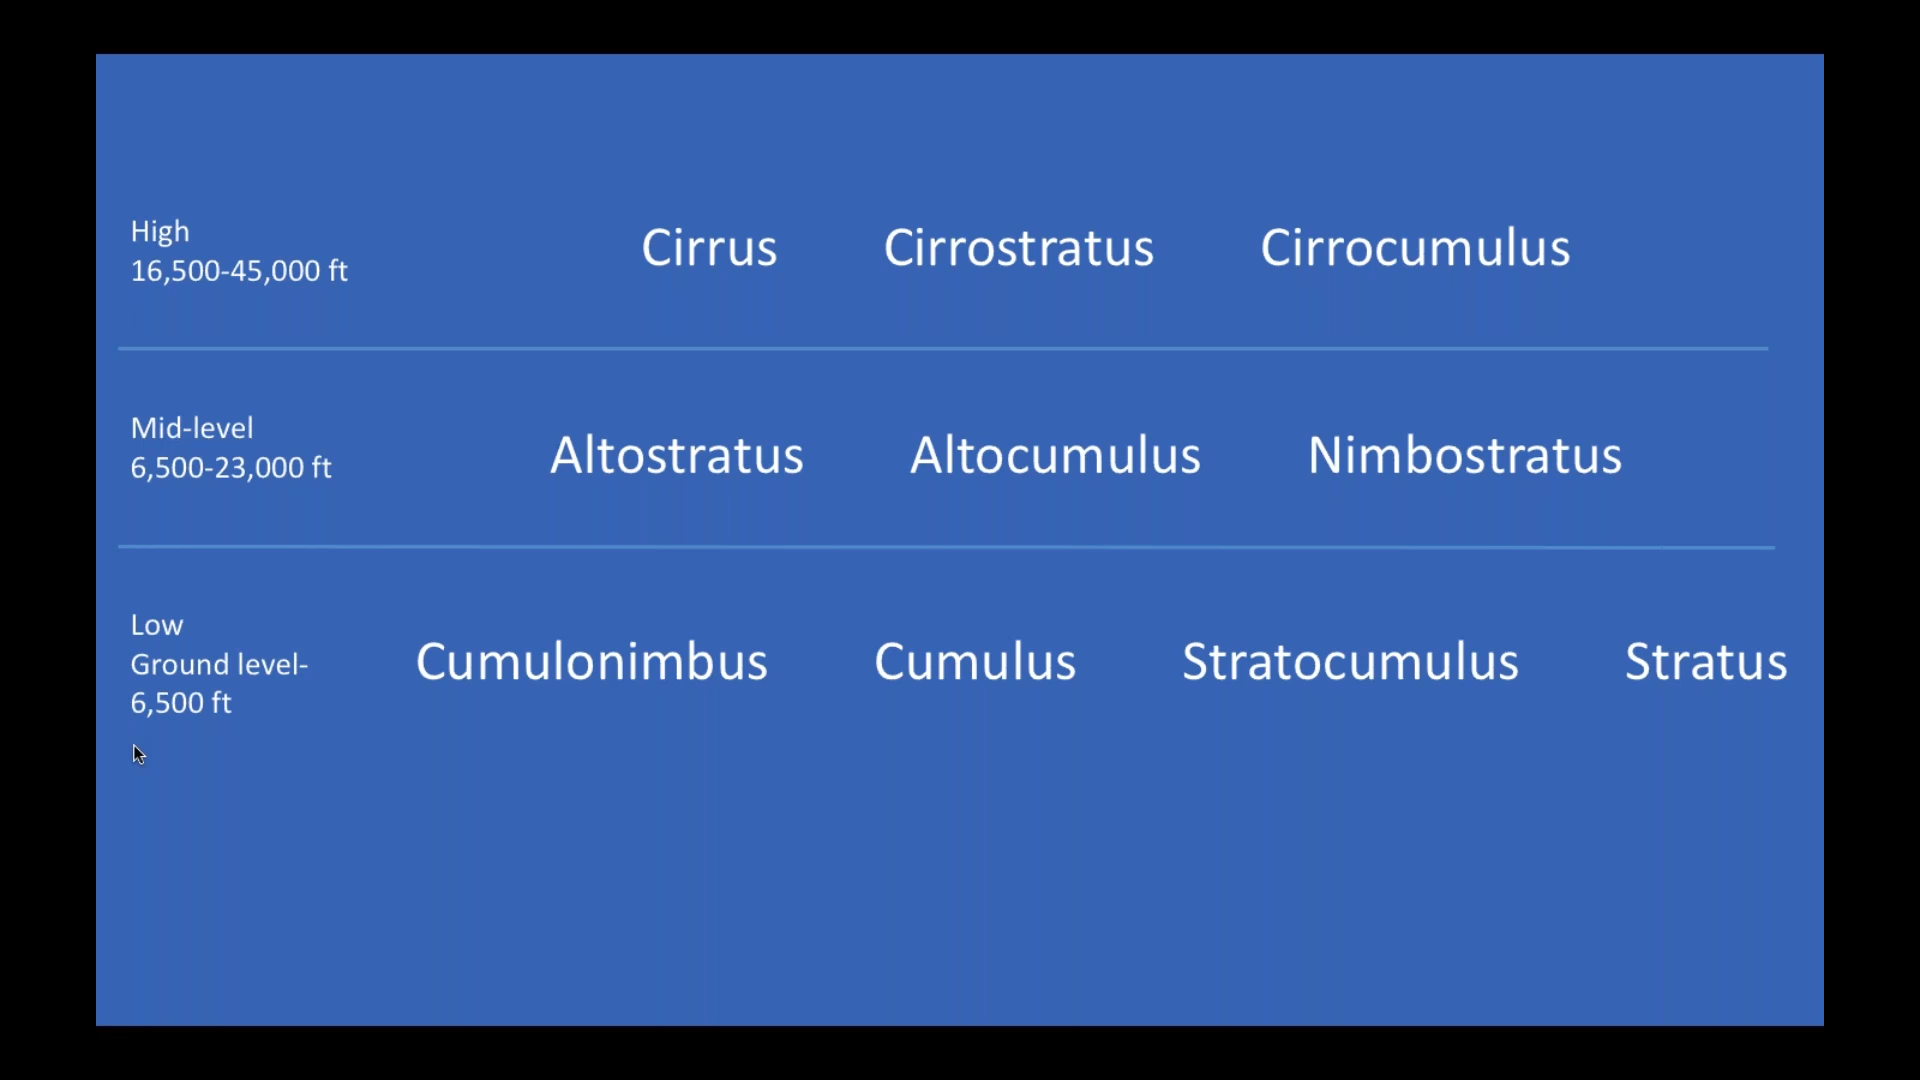 High
16,500-45,000 ft
Cirrus Cirrostratus Cirrocumulus
Mid-level
6,500-23,000 ft
Altostratus Altocumulus Nimbostratus
Low
Ground level-
6,500 ft
Cumulonimbus Cumulus Stratocumulus Stratus